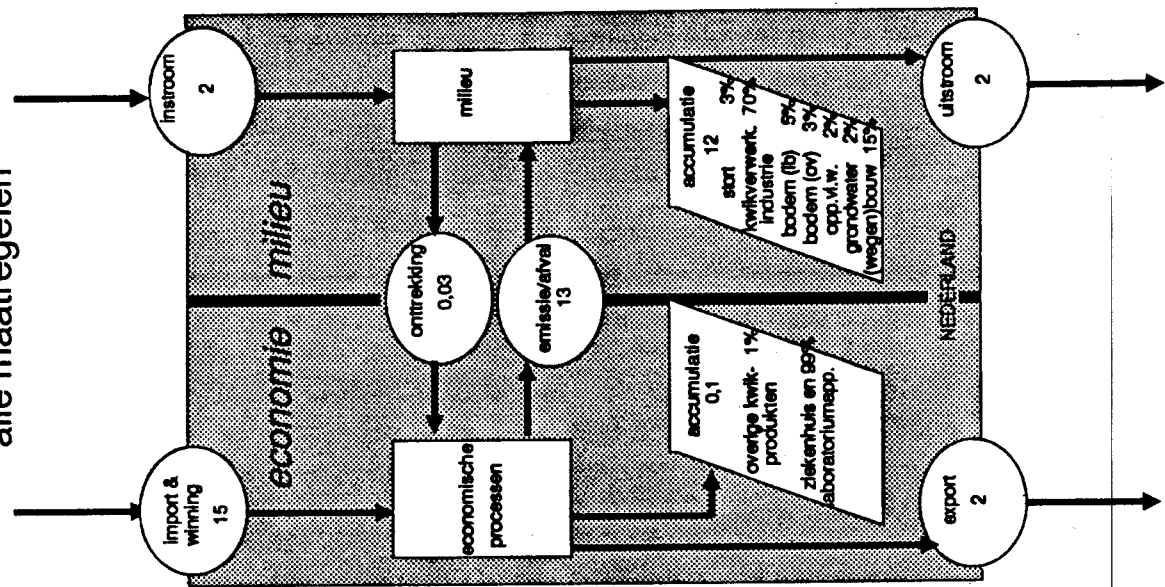 alle maatregelen
import &
winning
15
instroom
2
economie
milieu
economische
processen
ontrekking
0,03
emissie/afval
13
milieu
accumulatie
0,1
overige kwik- 1%
produkten
ziekenhuis en 99%
laboratoriumapp.
accumulatie
12
stort 3%
kwikverwerk. 70%
industrie
bodem (lb) 5%
bodem (ov) 3%
opp.vl.w. 2%
grondwater 2%
(wegen)bouw 15%
export
2
NEDERLAND
uitstroom
2